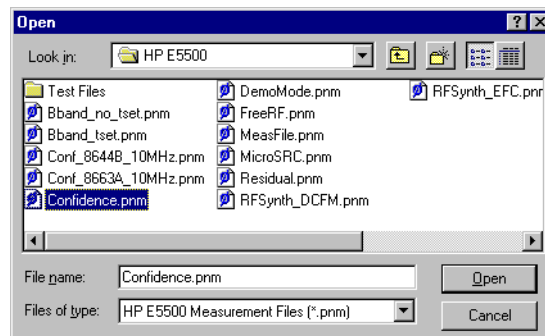 Open
Look in: HP E5500
Test Files
Bband_no_tset.pnm
Bband_tset.pnm
Conf_8644B_10MHz.pnm
Conf_8663A_10MHz.pnm
Confidence.pnm
DemoMode.pnm
FreeRF.pnm
MeasFile.pnm
MicroSRC.pnm
Residual.pnm
RFSynth_DCFM.pnm
RFSynth_EFC.pnr
File name: Confidence.pnm Open
Files of type: HP E5500 Measurement Files (*.pnm) Cancel